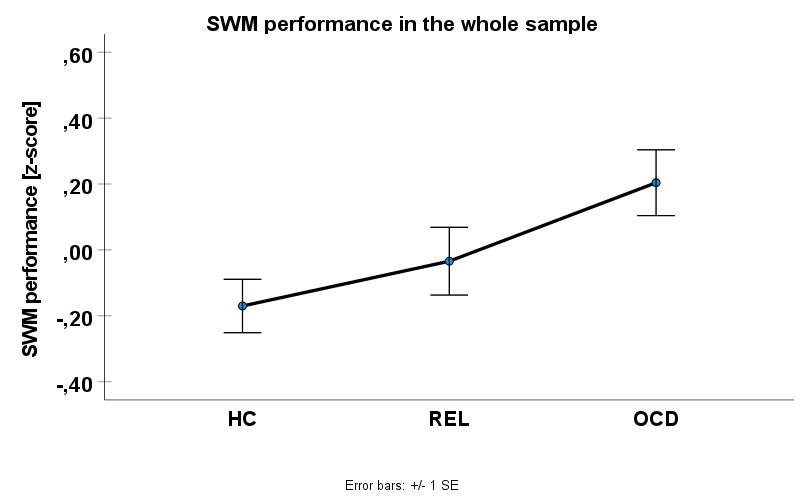 SWM performance in the whole sample
SWM performance [z-score]
,60
,40
,20
,00
-,20
-,40
HC REL OCD
Error bars: +/- 1 SE